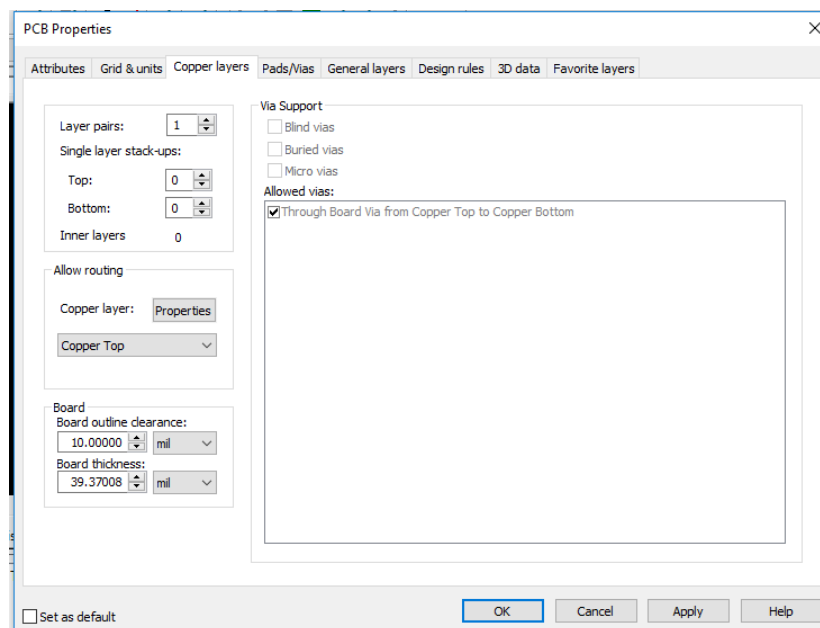 PCB Properties
Attributes Grid & units Copper layers Pads/Vias General layers Design rules 3D data Favorite layers
Layer pairs: 1
Single layer stack-ups:
Top: 0
Bottom: 0
Inner layers 0
Allow routing
Copper layer: Properties
Copper Top
Board
Board outline clearance:
10.00000 mil
Board thickness:
39.37008 mil
Via Support
Blind vias
Buried vias
Micro vias
Allowed vias:
Through Board Via from Copper Top to Copper Bottom
Set as default
OK Cancel Apply Help